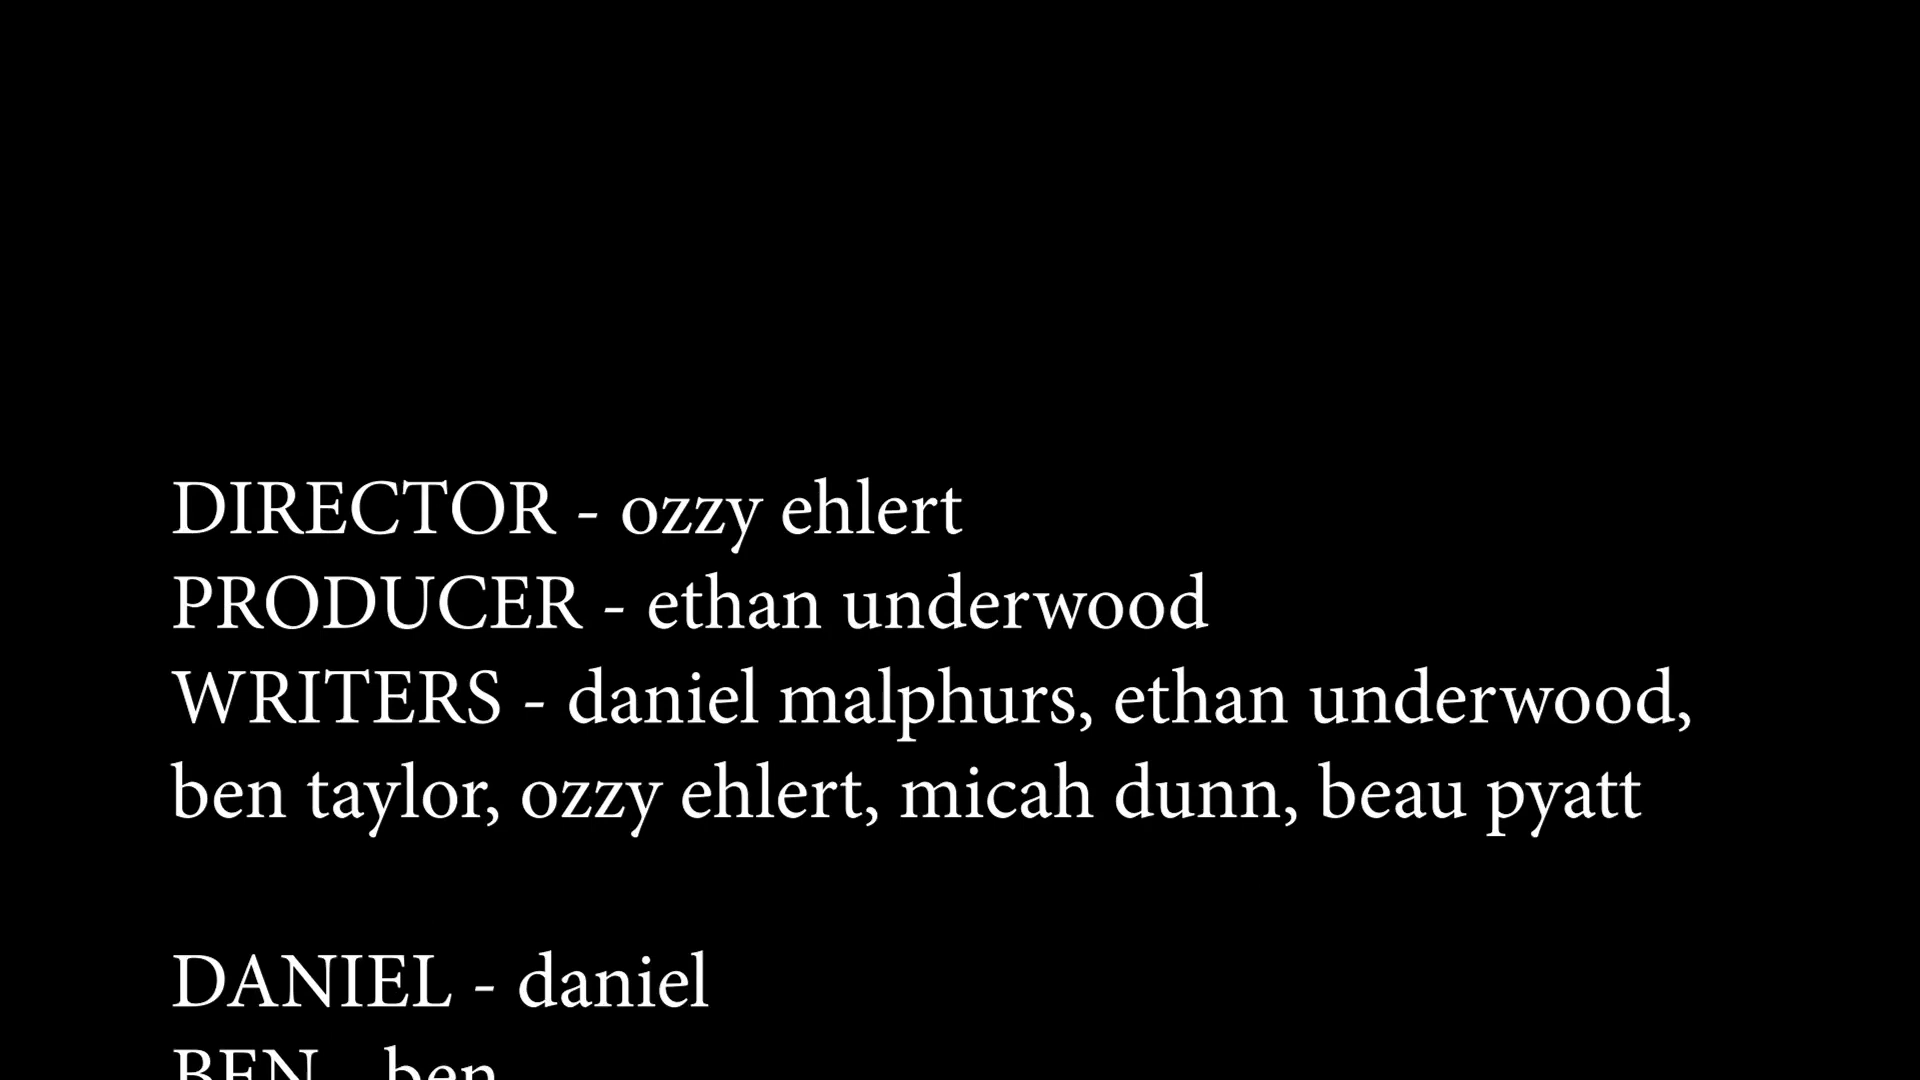 DIRECTOR - ozzy ehlert
PRODUCER - ethan underwood
WRITERS - daniel malphurs, ethan underwood,
ben taylor, ozzy ehlert, micah dunn, beau pyatt
DANIEL - daniel
BEN - ben